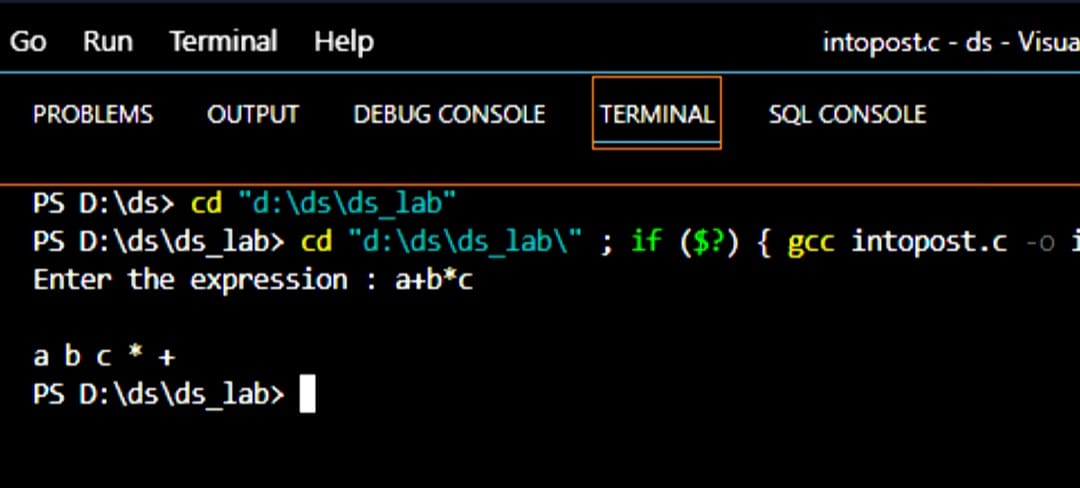 Go Run Terminal Help intopost.c - ds - Visua
PROBLEMS OUTPUT DEBUG CONSOLE TERMINAL SQL CONSOLE
PS D:\ds> cd "d:\ds\ds_lab"
PS D:\ds\ds_lab> cd "d:\ds\ds_lab\" ; if ($?) { gcc intopost.c -o i
Enter the expression : a+b*c
a b c * +
PS D:\ds\ds_lab>